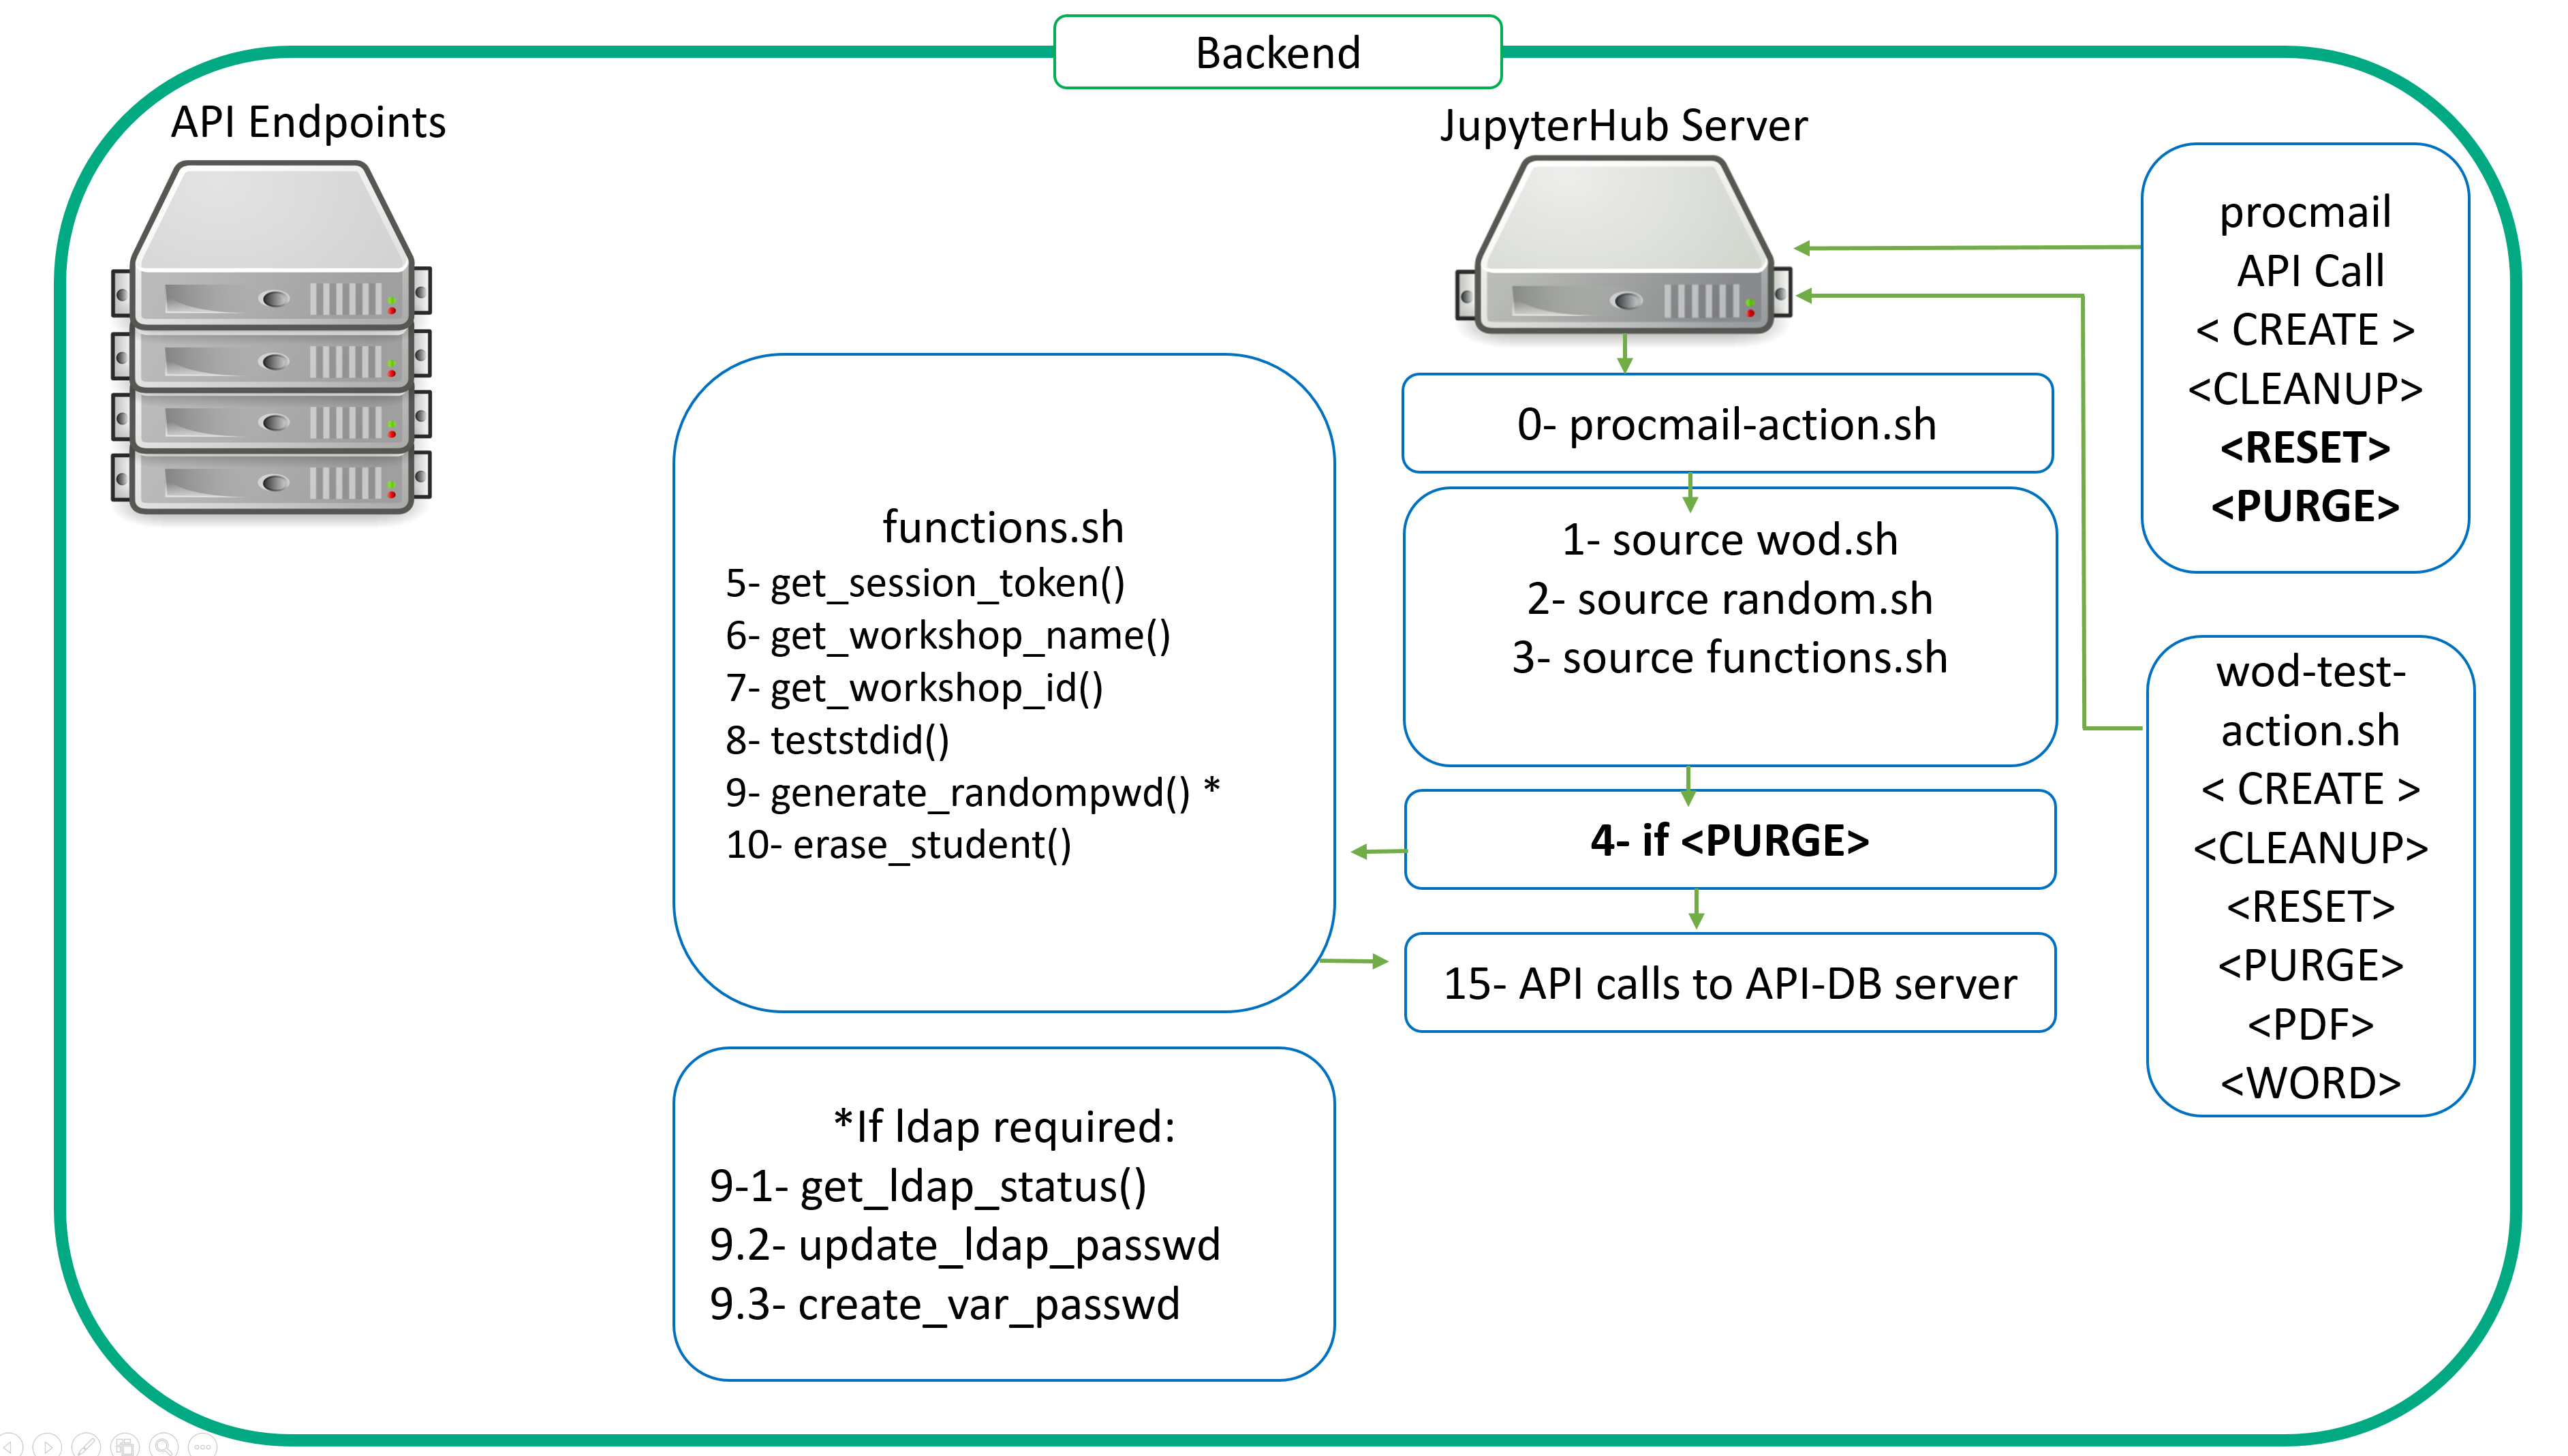 Backend
API Endpoints
JupyterHub Server
procmail
API Call
< CREATE >
<CLEANUP>
<RESET>
<PURGE>
0- procmail-action.sh
1- source wod.sh
2- source random.sh
3- source functions.sh
functions.sh
5- get_session_token()
6- get_workshop_name()
7- get_workshop_id()
8- teststdid()
9- generate_randompwd() *
10- erase_student()
4- if <PURGE>
15- API calls to API-DB server
wod-test-
action.sh
< CREATE >
<CLEANUP>
<RESET>
<PURGE>
<PDF>
<WORD>
*If ldap required:
9-1- get_ldap_status()
9.2- update_ldap_passwd
9.3- create_var_passwd